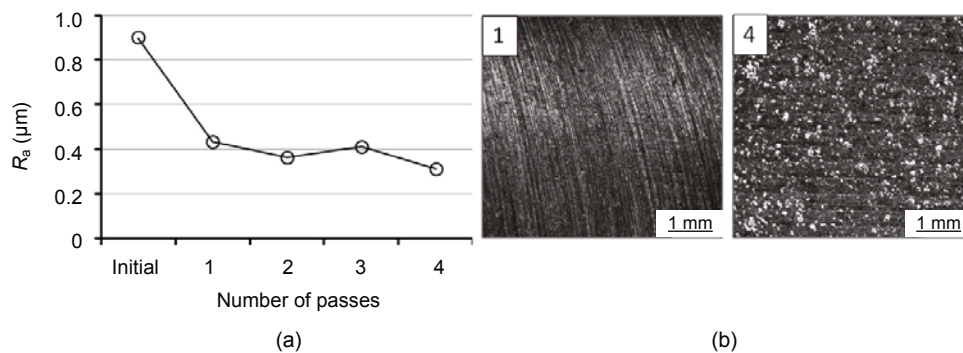 1.0
0.8
0.6
0.4
0.2
0
Rₐ (µm)
Initial 1 2 3 4
Number of passes
(a)
1
1 mm
4
1 mm
(b)